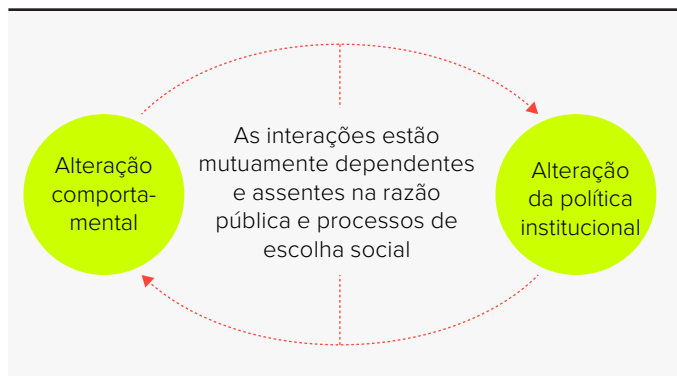 Alteração
comporta-
mental
As interações estão
mutuamente dependentes
e assentes na razão
pública e processos de
escolha social
Alteração
da política
institucional